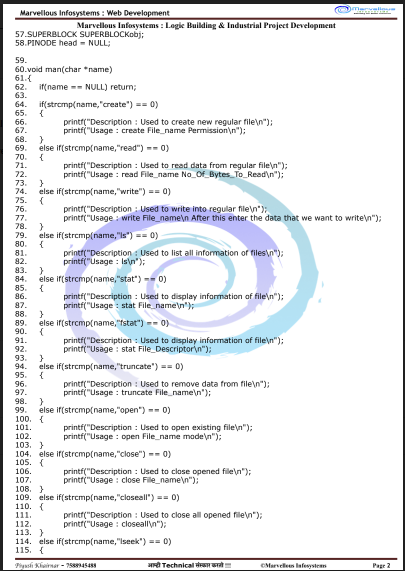 Marvellous Infosystems : Web Development
Marvellous
Marvellous Infosystems : Logic Building & Industrial Project Development
57.SUPERBLOCK SUPERBLOCKobj;
58.PINODE head = NULL;
59.
60.void man(char *name)
61.{
62. if(name == NULL) return;
63.
64. if(strcmp(name,"create") == 0)
65. {
66. printf("Description : Used to create new regular file\n");
67. printf("Usage : create File_name Permission\n");
68. }
69. else if(strcmp(name,"read") == 0)
70. {
71. printf("Description : Used to read data from regular file\n");
72. printf("Usage : read File_name No_Of_Bytes_To_Read\n");
73. }
74. else if(strcmp(name,"write") == 0)
75. {
76. printf("Description : Used to write into regular file\n");
77. printf("Usage : write File_name\n After this enter the data that we want to write\n");
78. }
79. else if(strcmp(name,"ls") == 0)
80. {
81. printf("Description : Used to list all information of files\n");
82. printf("Usage : ls\n");
83. }
84. else if(strcmp(name,"stat") == 0)
85. {
86. printf("Description : Used to display information of file\n");
87. printf("Usage : stat File_name\n");
88. }
89. else if(strcmp(name,"fstat") == 0)
90. {
91. printf("Description : Used to display information of file\n");
92. printf("Usage : stat File_Descriptor\n");
93. }
94. else if(strcmp(name,"truncate") == 0)
95. {
96. printf("Description : Used to remove data from file\n");
97. printf("Usage : truncate File_name\n");
98. }
99. else if(strcmp(name,"open") == 0)
100. {
101. printf("Description : Used to open existing file\n");
102. printf("Usage : open File_name mode\n");
103. }
104. else if(strcmp(name,"close") == 0)
105. {
106. printf("Description : Used to close opened file\n");
107. printf("Usage : close File_name\n");
108. }
109. else if(strcmp(name,"closeall") == 0)
110. {
111. printf("Description : Used to close all opened file\n");
112. printf("Usage : closeall\n");
113. }
114. else if(strcmp(name,"lseek") == 0)
115. {
Piyush Khairnar - 7588945488 आम्ही Technical संस्कार करतो !!! ©Marvellous Infosystems Page 2